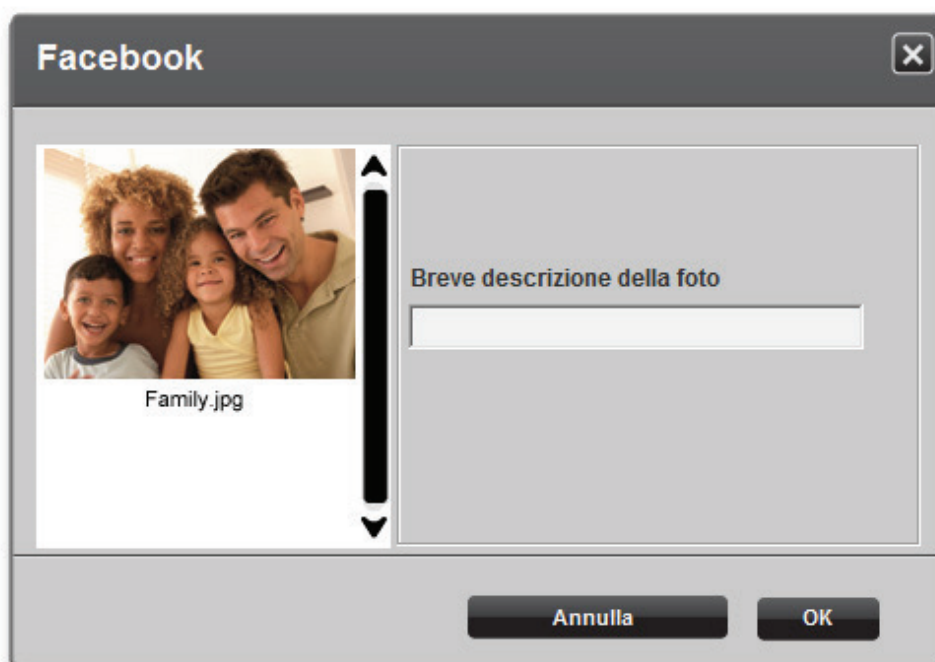 Facebook
Family.jpg
Breve descrizione della foto
Annulla
OK